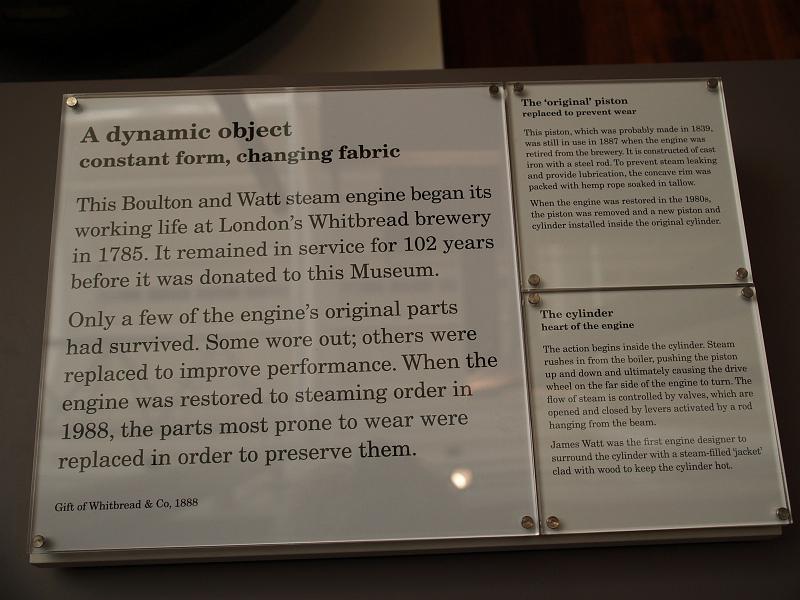 A dynamic object
constant form, changing fabric
This Boulton and Watt steam engine began its
working life at London's Whitbread brewery
in 1785. It remained in service for 102 years
before it was donated to this Museum.
Only a few of the engine's original parts
had survived. Some wore out; others were
replaced to improve performance. When the
engine was restored to steaming order in
1988, the parts most prone to wear were
replaced in order to preserve them.
Gift of Whitbread & Co, 1888
The 'original' piston
replaced to prevent wear
This piston, which was probably made in 1839,
was still in use in 1887 when the engine was
retired from the brewery. It is constructed of cast
iron with a steel rod. To prevent steam leaking
and provide lubrication, the concave rim was
packed with hemp rope soaked in tallow.
When the engine was restored in the 1980s,
the piston was removed and a new piston and
cylinder installed inside the original cylinder.
The cylinder
heart of the engine
The action begins inside the cylinder. Steam
rushes in from the boiler, pushing the piston
up and down and ultimately causing the drive
wheel on the far side of the engine to turn. The
flow of steam is controlled by valves, which are
opened and closed by levers activated by a rod
hanging from the beam.
James Watt was the first engine designer to
surround the cylinder with a steam-filled 'jacket'
clad with wood to keep the cylinder hot.